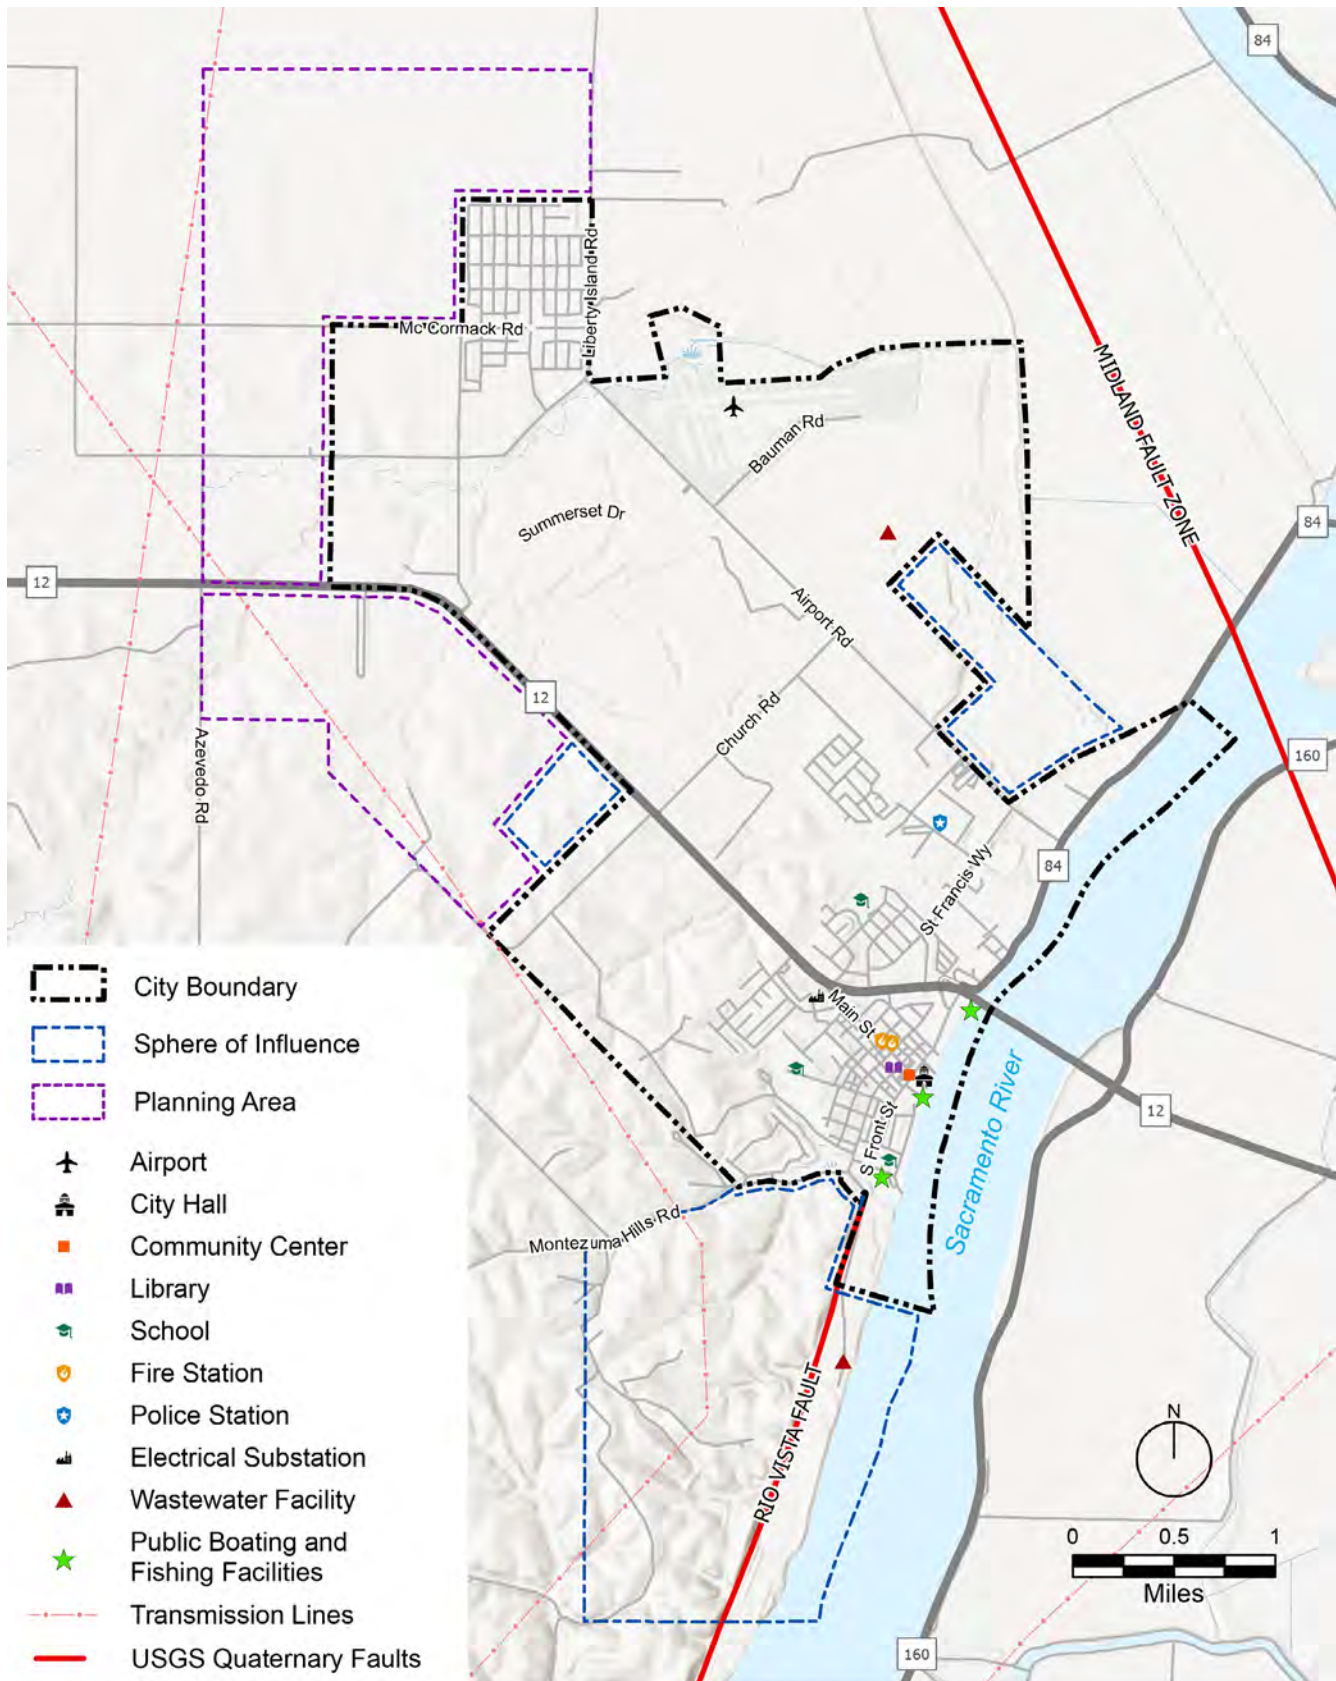 84
Liberty Island Rd
Mc Cormack Rd
MIDLAND FAULT ZONE
Bauman Rd
Summerset Dr
84
12
Airport Rd
12
Church Rd
160
Azevedo Rd
84
St Francis Wy
City Boundary
Main St
Sphere of Influence
Planning Area
12
S Front St
Sacramento River
Airport
City Hall
Montezuma Hills Rd
Community Center
Library
School
Fire Station
Police Station
RIO VISTA FAULT
N
Electrical Substation
Wastewater Facility
0 0.5 1
Public Boating and
Fishing Facilities
Miles
Transmission Lines
160
USGS Quaternary Faults